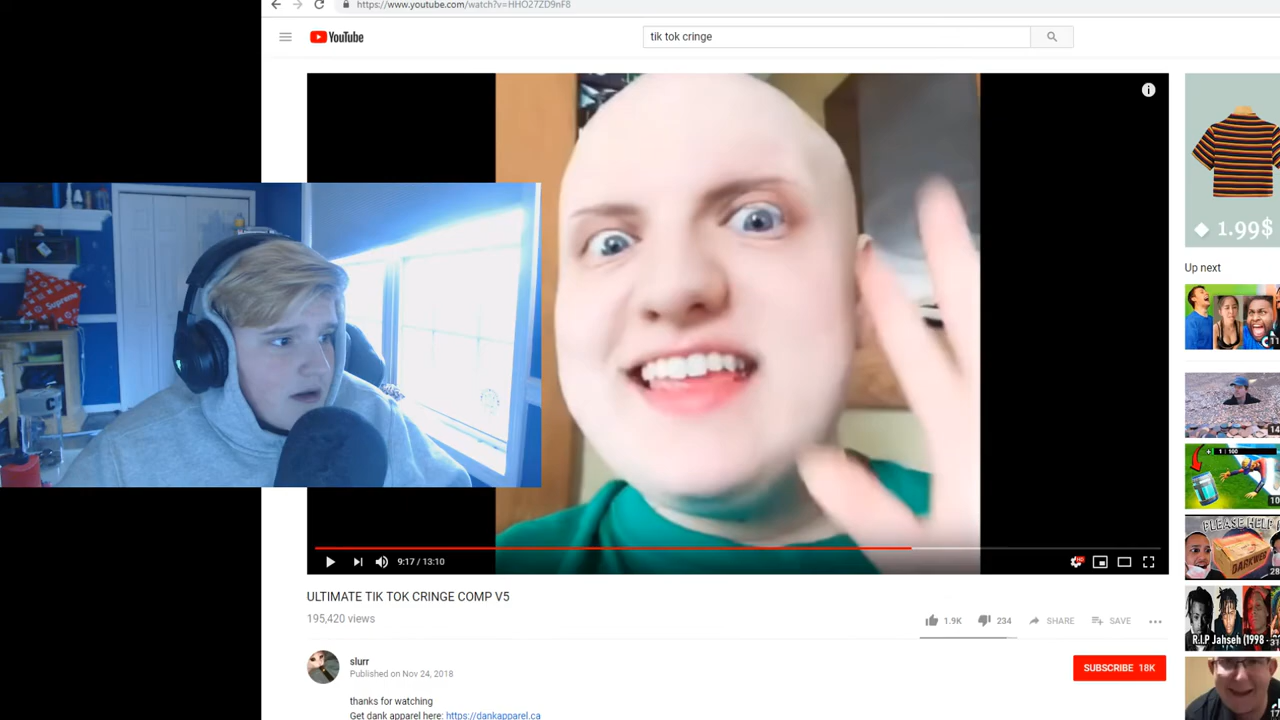 https://www.youtube.com/watch?v=HHO27ZD9nF8
YouTube
tik tok cringe
1.99$
Up next
Supreme
PLEASE HELP
R.I.P Jahseh (1998 -
9:17 / 13:10
ULTIMATE TIK TOK CRINGE COMP V5
195,420 views
1.9K
234
SHARE
SAVE
slurr
Published on Nov 24, 2018
SUBSCRIBE 18K
thanks for watching
Get dank apparel here: https://dankapparel.ca